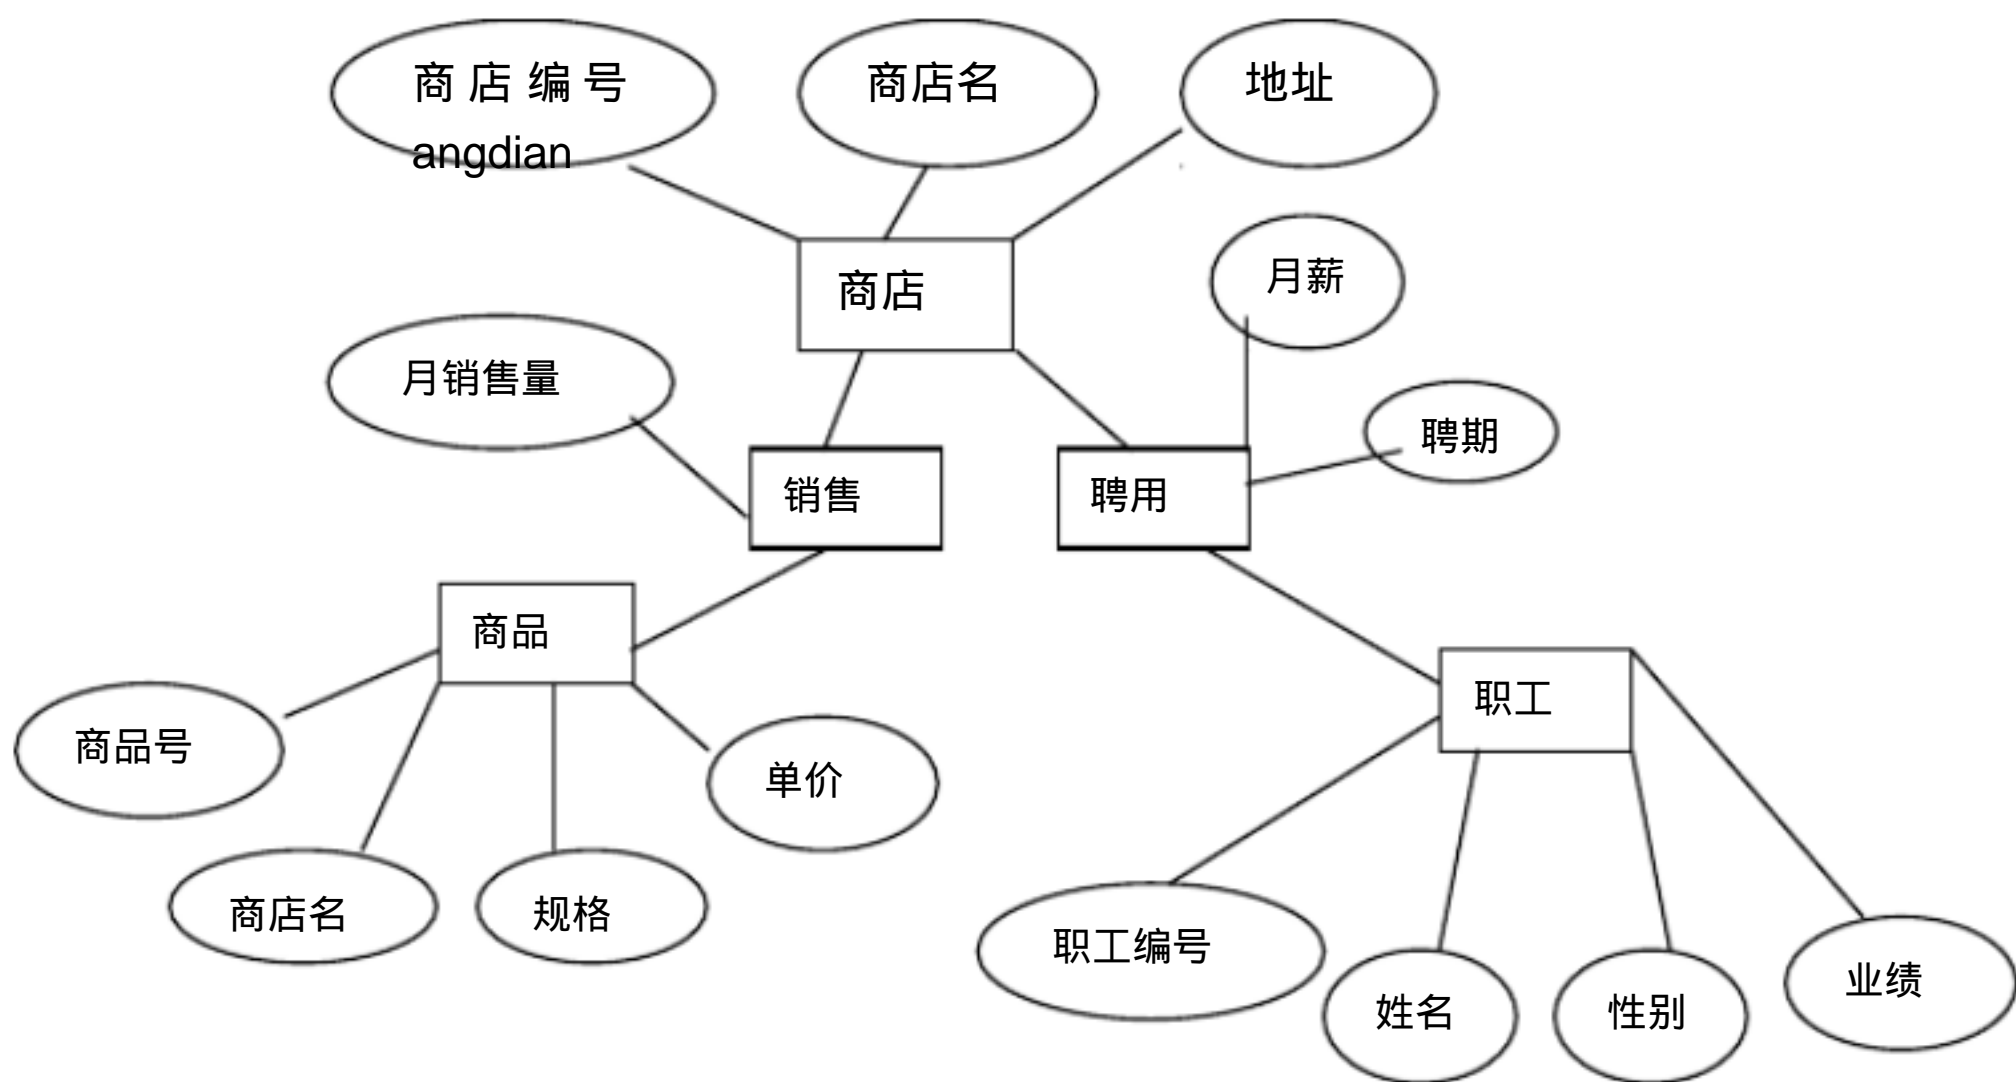 商 店 编 号
angdian
商店名
地址
商店
月薪
月销售量
聘期
销售
聘用
商品
职工
商品号
单价
商店名
规格
职工编号
姓名
性别
业绩